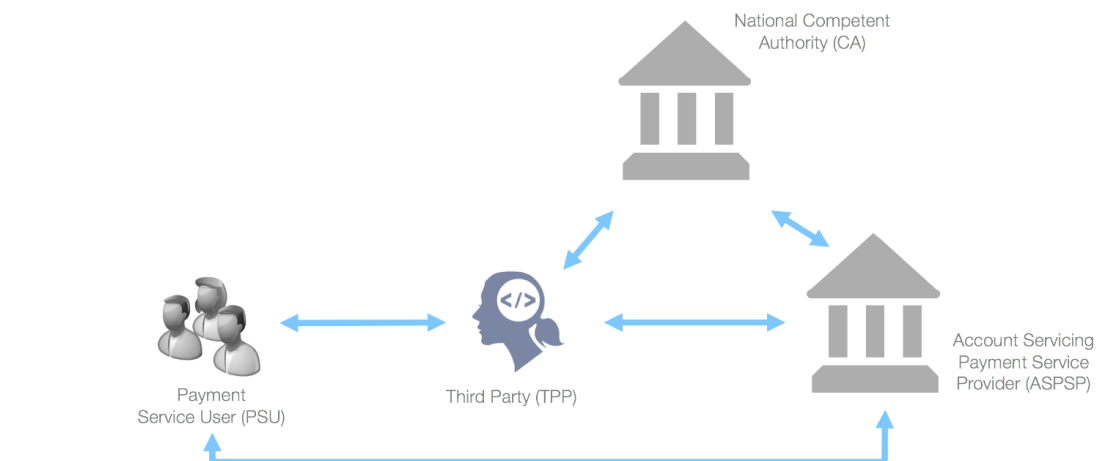 National Competent
Authority (CA)
</>
Account Servicing
Payment Service
Provider (ASPSP)
Payment
Service User (PSU)
Third Party (TPP)